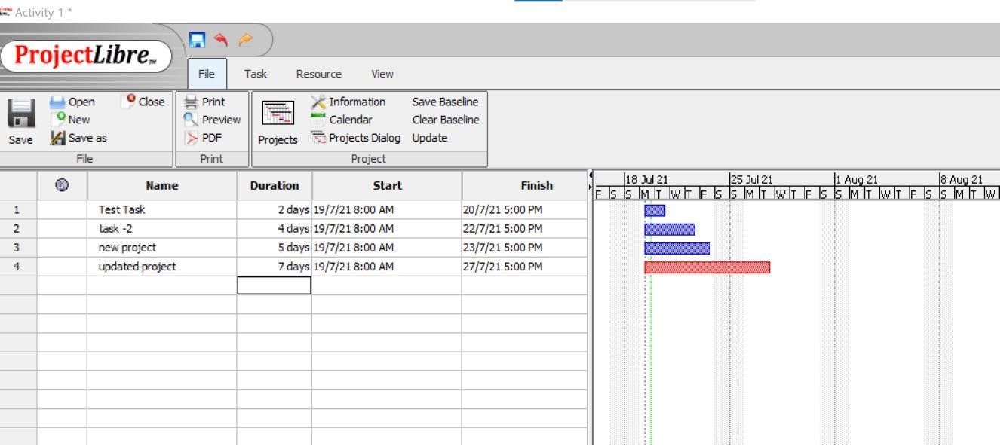 Activity 1 *
ProjectLibre TM
File Task Resource View
Open Close Print Information Save Baseline
New Preview Calendar Clear Baseline
Save Save as PDF Projects Projects Dialog Update
File Print Project
Name Duration Start Finish 18 Jul 21 25 Jul 21 1 Aug 21 8 Aug 21
F S S M T W T F S S M T W T F S S M T W T F S S M T W
1 Test Task 2 days 19/7/21 8:00 AM 20/7/21 5:00 PM
2 task -2 4 days 19/7/21 8:00 AM 22/7/21 5:00 PM
3 new project 5 days 19/7/21 8:00 AM 23/7/21 5:00 PM
4 updated project 7 days 19/7/21 8:00 AM 27/7/21 5:00 PM